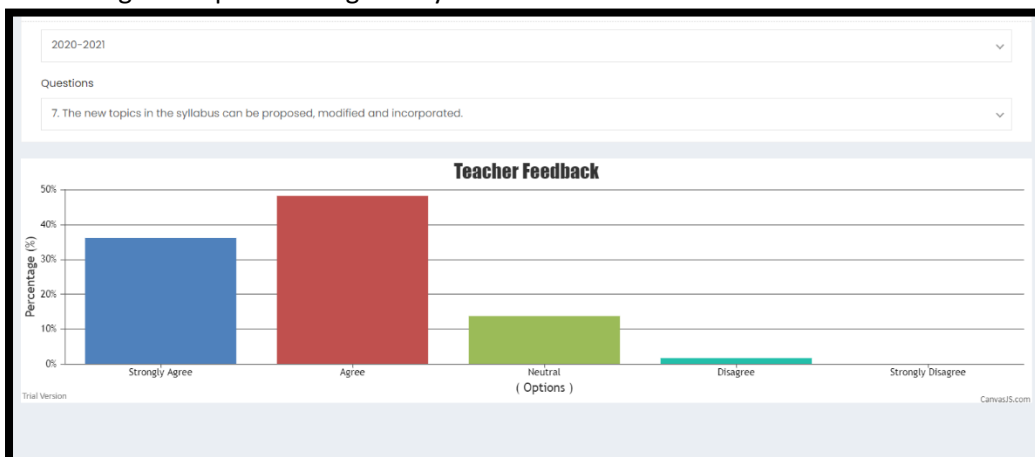 2020-2021
Questions
7. The new topics in the syllabus can be proposed, modified and incorporated.
Teacher Feedback
50%
40%
30%
20%
10%
0%
Percentage (%)
Strongly Agree
Agree
Neutral
Disagree
Strongly Disagree
( Options )
Trial Version
CanvasJS.com